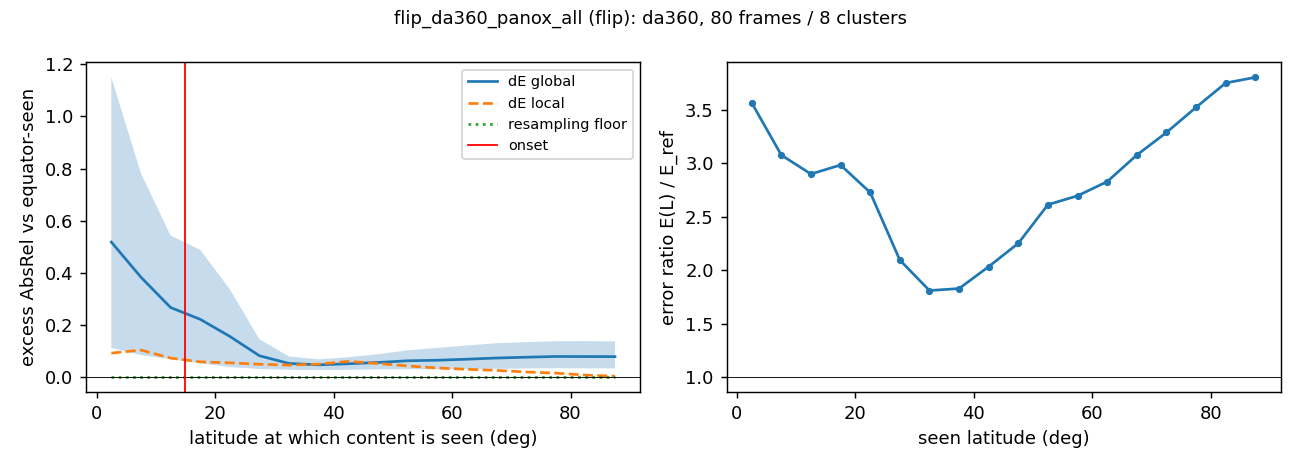 flip_da360_panox_all (flip): da360, 80 frames / 8 clusters
excess AbsRel vs equator-seen
1.2
1.0
0.8
0.6
0.4
0.2
0.0
0 20 40 60 80
latitude at which content is seen (deg)
dE global
dE local
resampling floor
onset
error ratio E(L) / E_ref
3.5
3.0
2.5
2.0
1.5
1.0
0 20 40 60 80
seen latitude (deg)